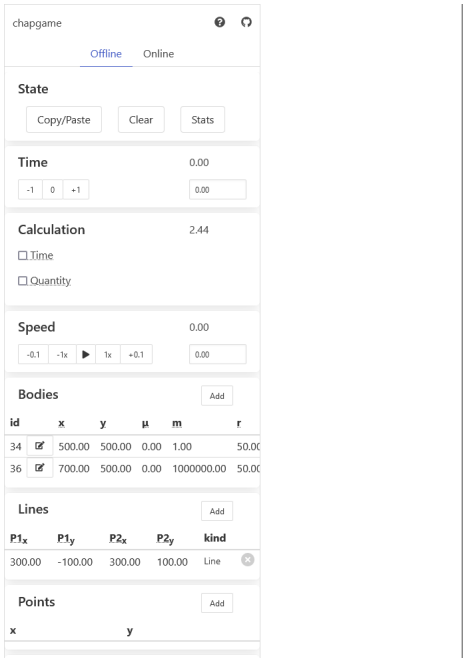 chapgame
Offline Online
State
Copy/Paste Clear Stats
Time 0.00
-1 0 +1 0.00
Calculation 2.44
Time
Quantity
Speed 0.00
-0.1 -1x 1x +0.1 0.00
Bodies Add
id x y μ m r
34 500.00 500.00 0.00 1.00 50.00
36 700.00 500.00 0.00 1000000.00 50.00
Lines Add
P1x P1y P2x P2y kind
300.00 -100.00 300.00 100.00 Line
Points Add
x y